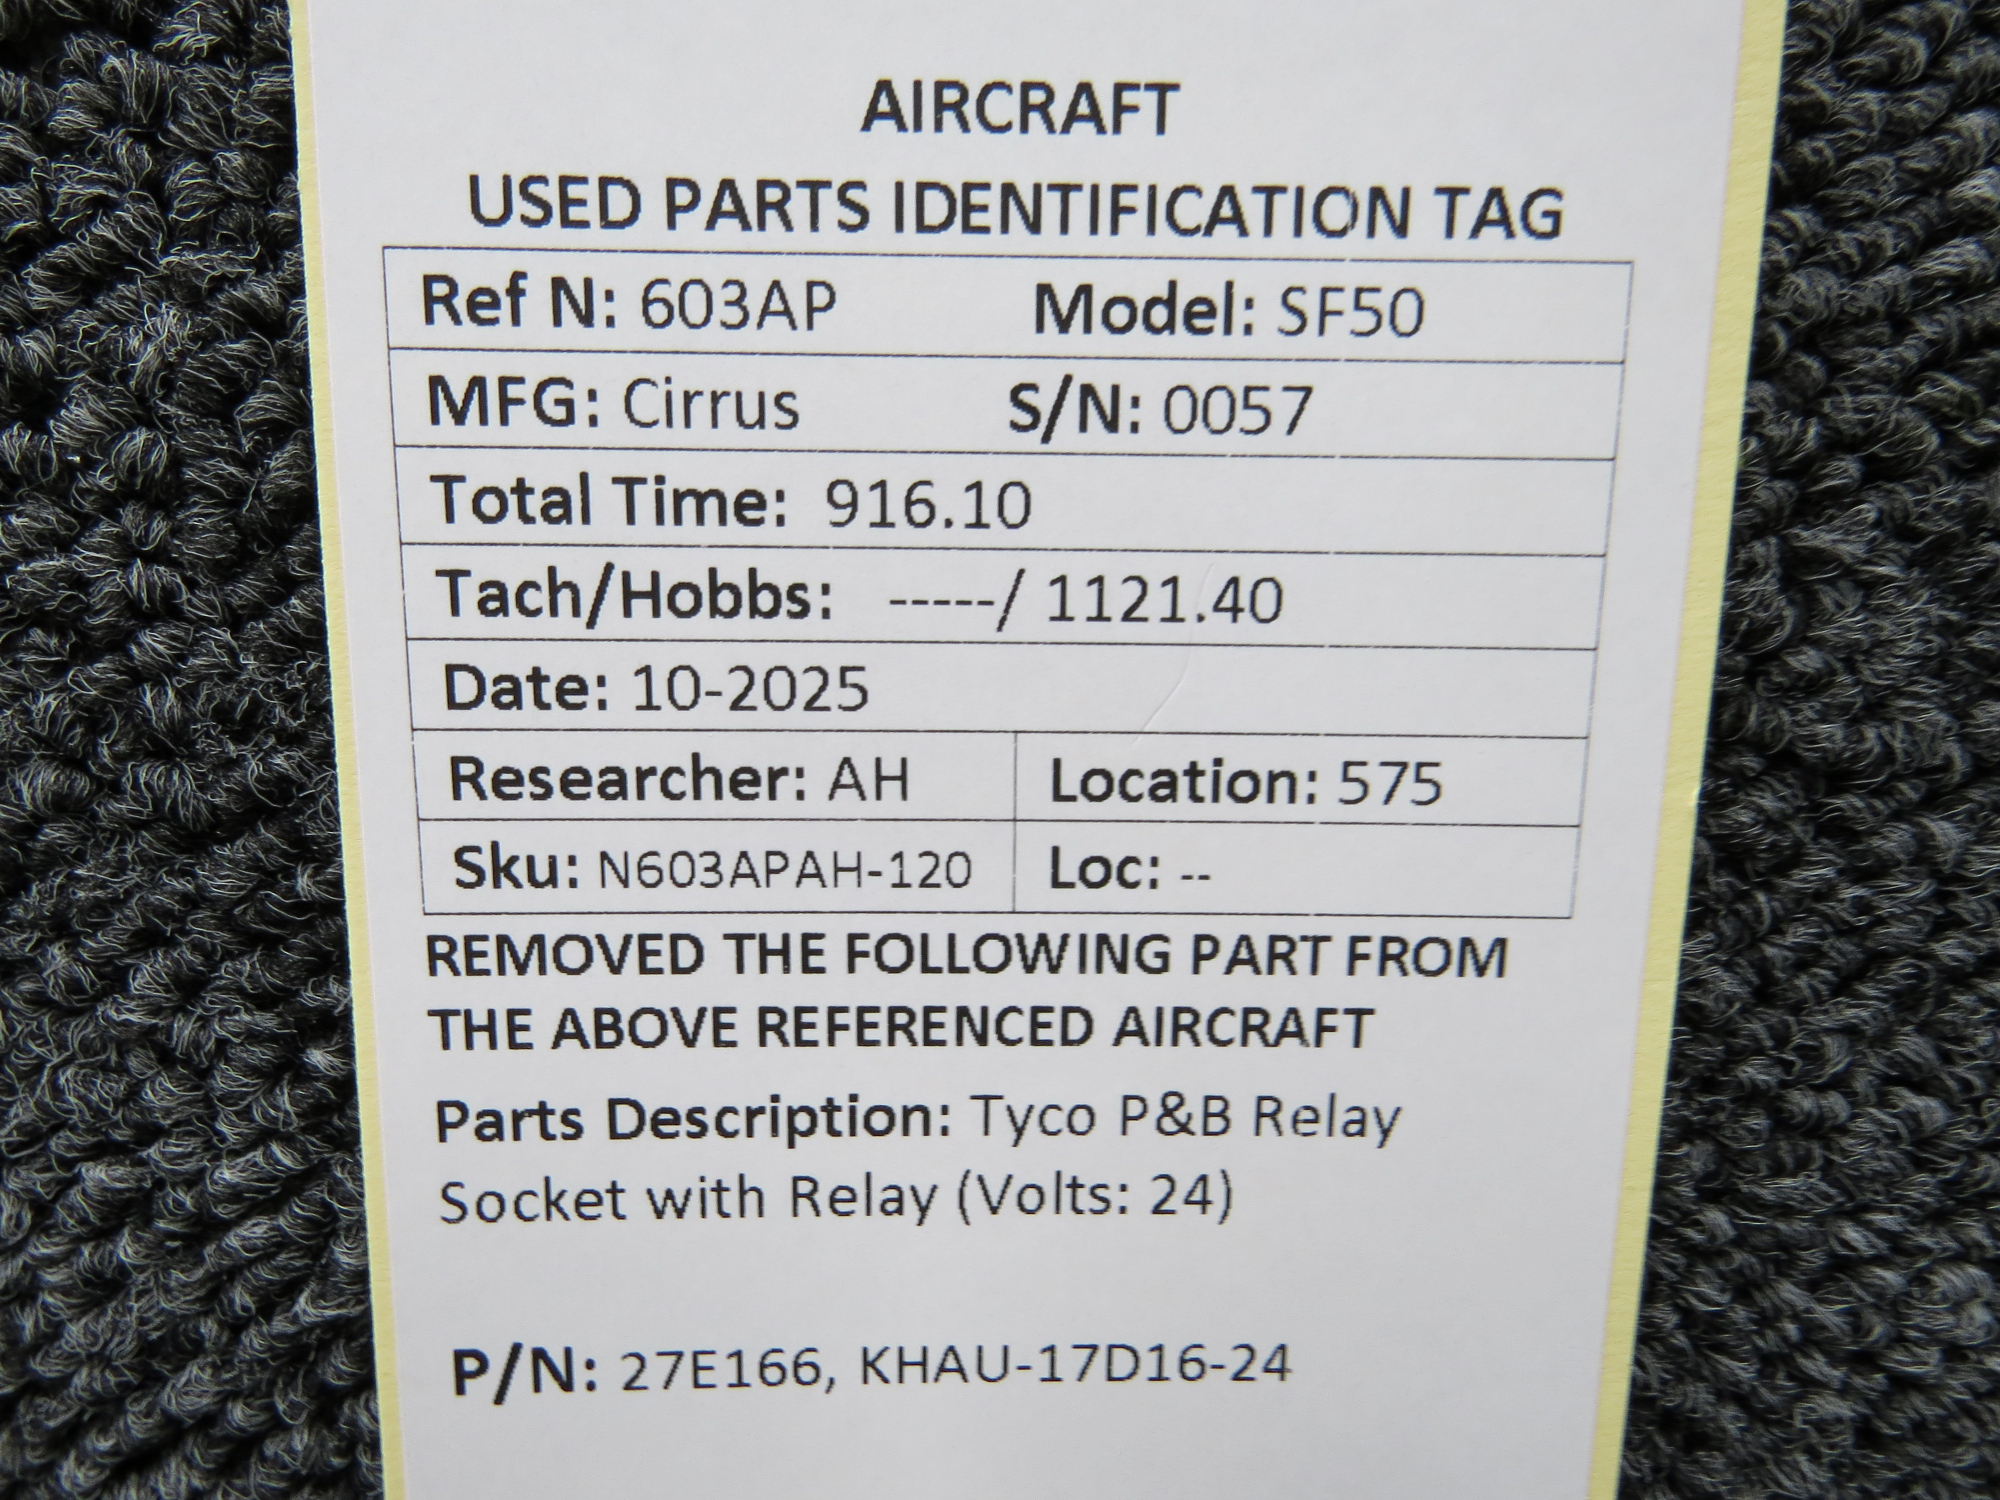 AIRCRAFT
USED PARTS IDENTIFICATION TAG
Ref N: 603AP Model: SF50
MFG: Cirrus S/N: 0057
Total Time: 916.10
Tach/Hobbs: -----/ 1121.40
Date: 10-2025
Researcher: AH Location: 575
Sku: N603APAH-120 Loc: --
REMOVED THE FOLLOWING PART FROM
THE ABOVE REFERENCED AIRCRAFT
Parts Description: Tyco P&B Relay
Socket with Relay (Volts: 24)
P/N: 27E166, KHAU-17D16-24